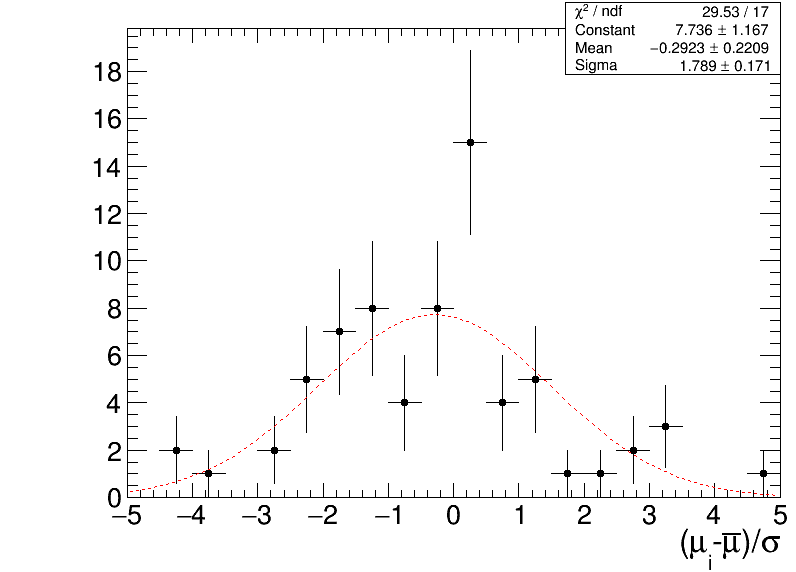 χ² / ndf 29.53 / 17
Constant 7.736 ± 1.167
Mean −0.2923 ± 0.2209
Sigma 1.789 ± 0.171
18
16
14
12
10
8
6
4
2
0
−5 −4 −3 −2 −1 0 1 2 3 4 5
(μ_i-μ̅)/σ